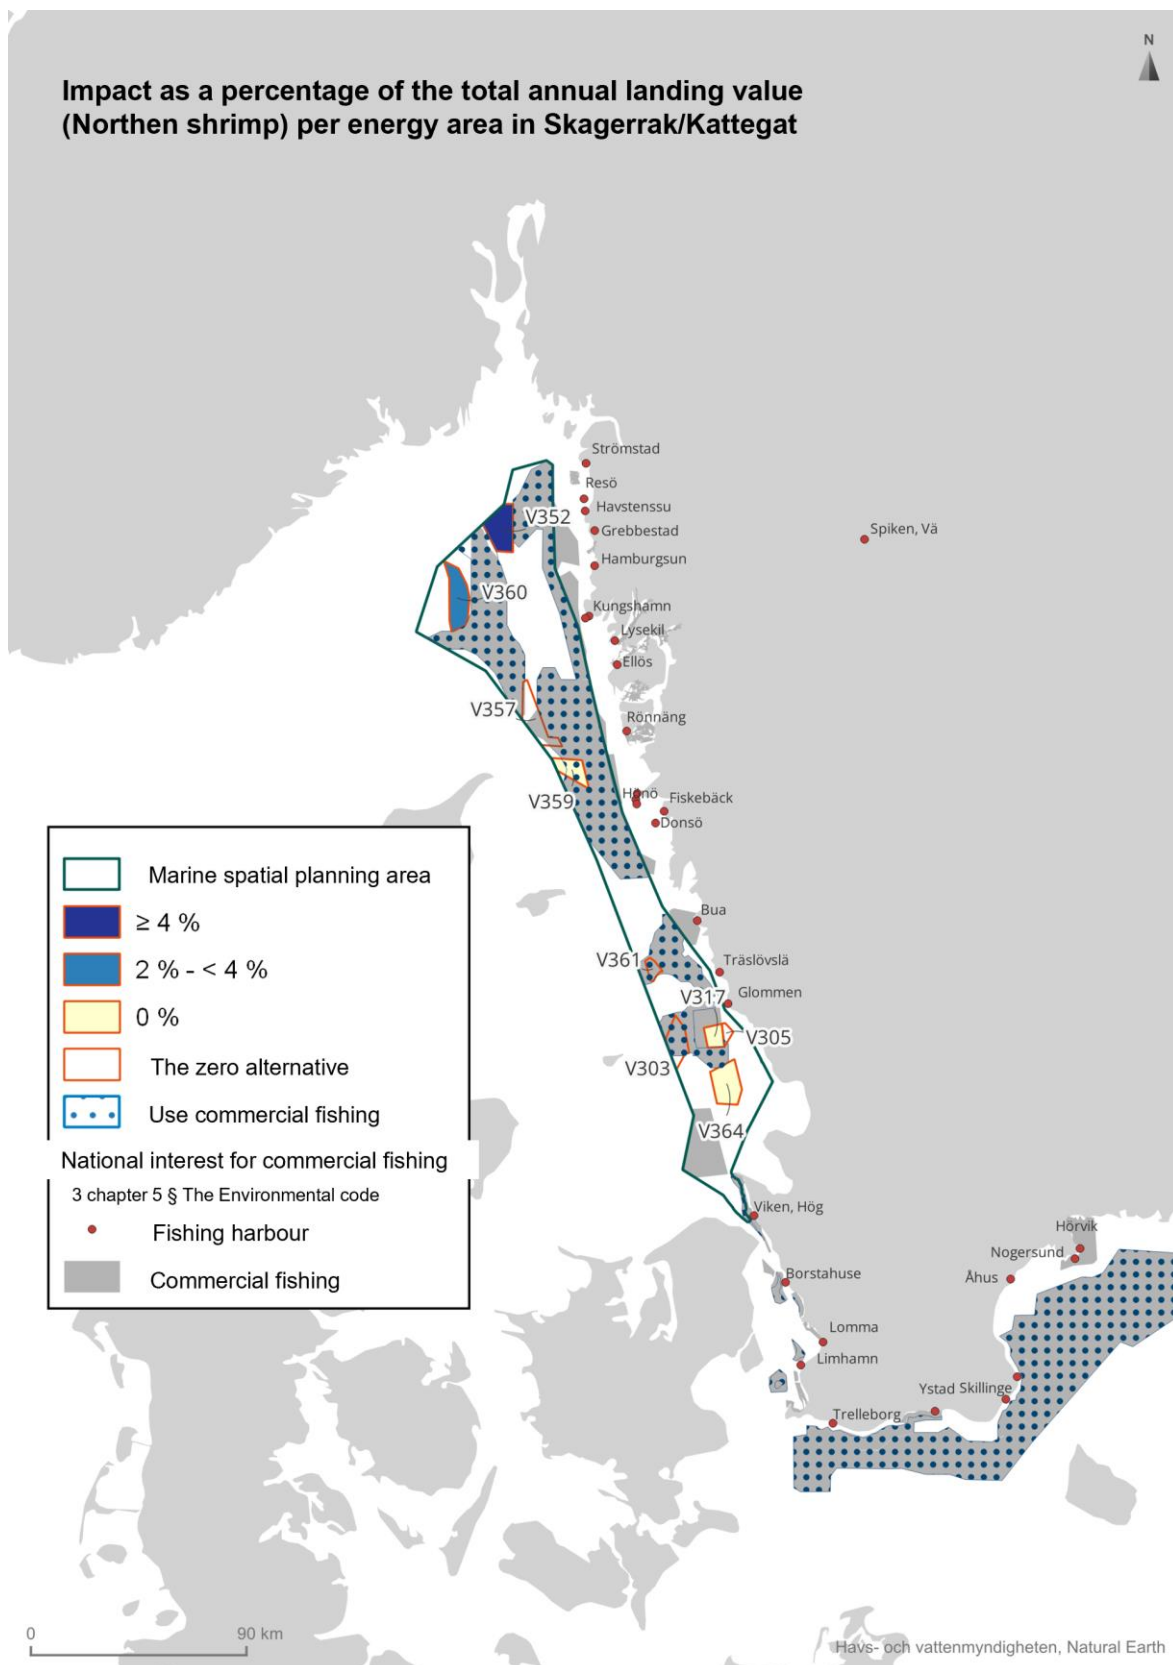 N
Impact as a percentage of the total annual landing value
(Northen shrimp) per energy area in Skagerrak/Kattegat
Strömstad
Resö
Havstenssu
V352
Grebbestad
Spiken, Vä
Hamburgsun
V360
Kungshamn
Lysekil
Ellös
V357
Rönnäng
V359
Hönö
Fiskebäck
Donsö
Marine spatial planning area
≥ 4 %
2 % - < 4 %
0 %
The zero alternative
Use commercial fishing
National interest for commercial fishing
3 chapter 5 § The Environmental code
Fishing harbour
Commercial fishing
Bua
V361
Träslövslä
V317
Glommen
V305
V303
V364
Viken, Hög
Hörvik
Nogersund
Åhus
Borstahuse
Lomma
Limhamn
Ystad
Skillinge
Trelleborg
0
90 km
Havs- och vattenmyndigheten, Natural Earth